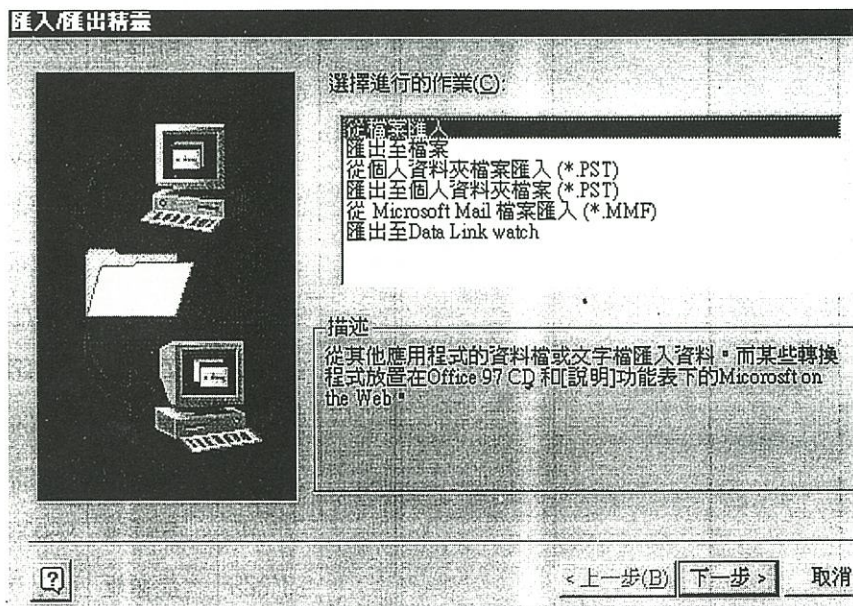 匯入/匯出精靈
選擇進行的作業(C):
從檔案匯入
匯出至檔案
從個人資料夾檔案匯入 (*.PST)
匯出至個人資料夾檔案 (*.PST)
從 Microsoft Mail 檔案匯入 (*.MMF)
匯出至Data Link watch
描述
從其他應用程式的資料檔或文字檔匯入資料。而某些轉換
程式放置在Office 97 CD 和[說明]功能表下的Micorosft on
the Web。
< 上一步(B)
下一步 >
取消